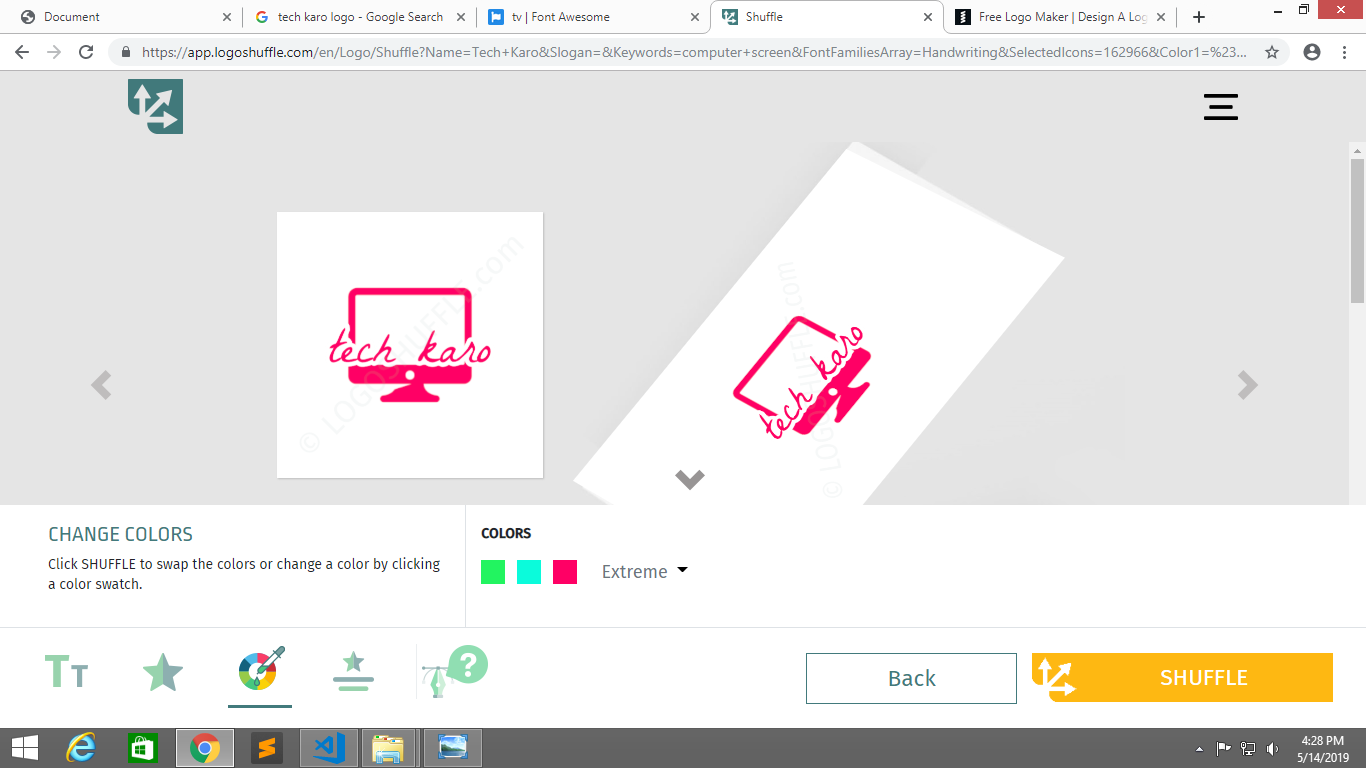 Document
tech karo logo - Google Search
tv | Font Awesome
Shuffle
Free Logo Maker | Design A Log
https://app.logoshuffle.com/en/Logo/Shuffle?Name=Tech+Karo&Slogan=&Keywords=computer+screen&FontFamiliesArray=Handwriting&SelectedIcons=162966&Color1=%23...
© LOGOSHUFFLE.com
tech karo
© LOGOSHUFFLE.com
tech karo
CHANGE COLORS
Click SHUFFLE to swap the colors or change a color by clicking
a color swatch.
COLORS
Extreme
TT
?
Back
SHUFFLE
4:28 PM
5/14/2019